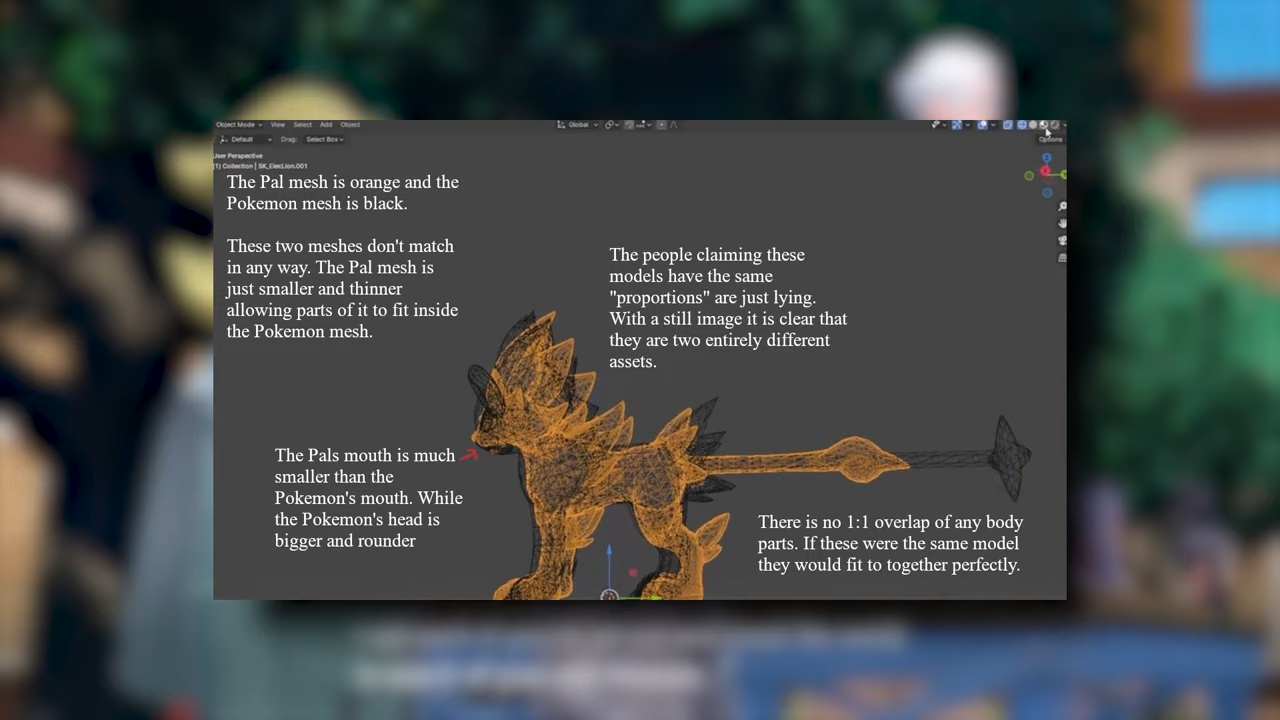 Object Mode View Select Add Object Global
Default Drag: Select Box Options
User Perspective
(1) Collection | SK_ElecLion.001
The Pal mesh is orange and the
Pokemon mesh is black.
These two meshes don't match
in any way. The Pal mesh is
just smaller and thinner
allowing parts of it to fit inside
the Pokemon mesh.
The people claiming these
models have the same
"proportions" are just lying.
With a still image it is clear that
they are two entirely different
assets.
The Pals mouth is much
smaller than the
Pokemon's mouth. While
the Pokemon's head is
bigger and rounder
There is no 1:1 overlap of any body
parts. If these were the same model
they would fit to together perfectly.